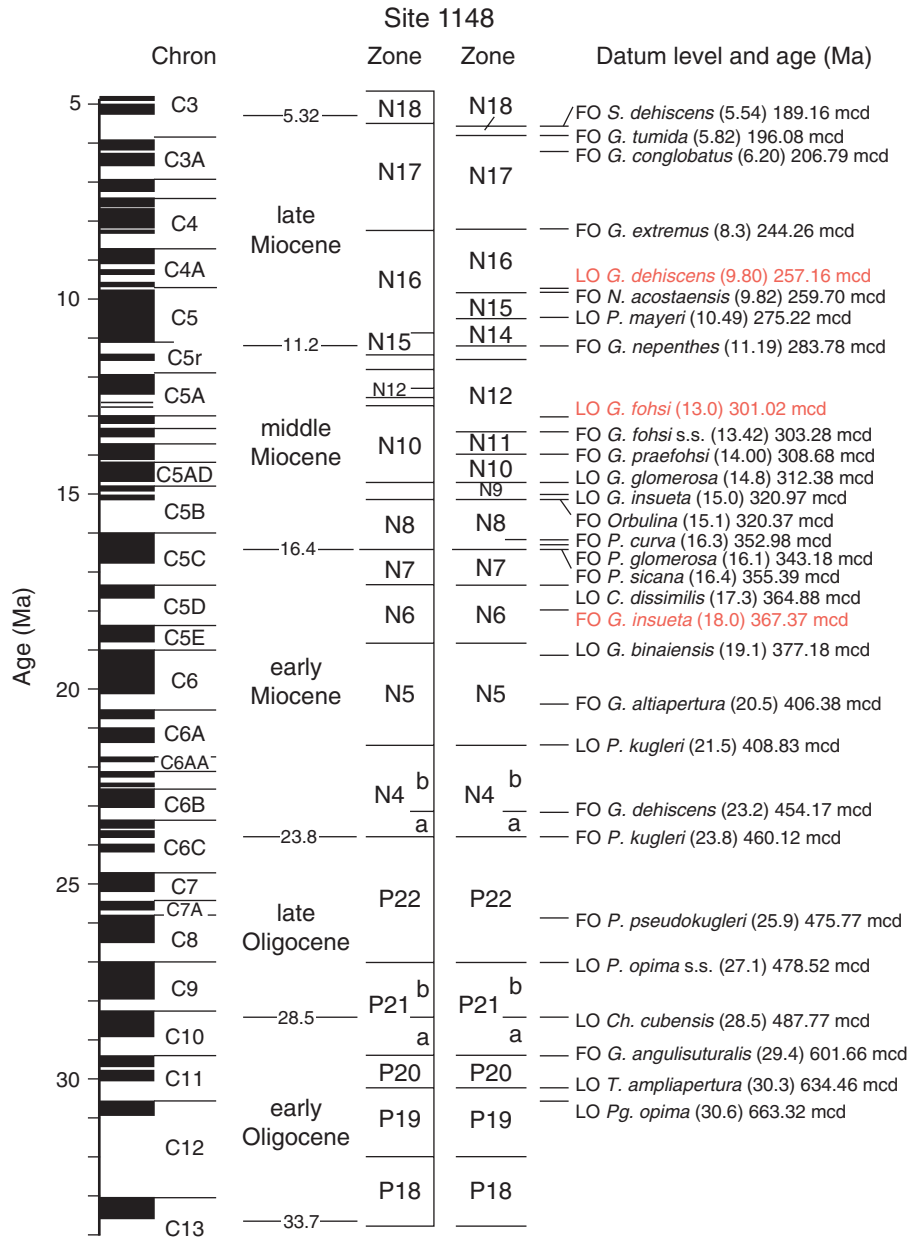 Site 1148
Chron
Zone
Zone
Datum level and age (Ma)
Age (Ma)
5
10
15
20
25
30
C3
C3A
C4
C4A
C5
C5r
C5A
C5AD
C5B
C5C
C5D
C5E
C6
C6A
C6AA
C6B
C6C
C7
C7A
C8
C9
C10
C11
C12
C13
5.32
late
Miocene
11.2
middle
Miocene
16.4
early
Miocene
23.8
late
Oligocene
28.5
early
Oligocene
33.7
N18
N17
N16
N15
N12
N10
N8
N7
N6
N5
N4
b
a
P22
P21
b
a
P20
P19
P18
N18
N17
N16
N15
N14
N12
N11
N10
N9
N8
N7
N6
N5
N4
b
a
P22
P21
b
a
P20
P19
P18
FO S. dehiscens (5.54) 189.16 mcd
FO G. tumida (5.82) 196.08 mcd
FO G. conglobatus (6.20) 206.79 mcd
FO G. extremus (8.3) 244.26 mcd
LO G. dehiscens (9.80) 257.16 mcd
FO N. acostaensis (9.82) 259.70 mcd
LO P. mayeri (10.49) 275.22 mcd
FO G. nepenthes (11.19) 283.78 mcd
LO G. fohsi (13.0) 301.02 mcd
FO G. fohsi s.s. (13.42) 303.28 mcd
FO G. praefohsi (14.00) 308.68 mcd
LO G. glomerosa (14.8) 312.38 mcd
LO G. insueta (15.0) 320.97 mcd
FO Orbulina (15.1) 320.37 mcd
FO P. curva (16.3) 352.98 mcd
FO P. glomerosa (16.1) 343.18 mcd
FO P. sicana (16.4) 355.39 mcd
LO C. dissimilis (17.3) 364.88 mcd
FO G. insueta (18.0) 367.37 mcd
LO G. binaiensis (19.1) 377.18 mcd
FO G. altiapertura (20.5) 406.38 mcd
LO P. kugleri (21.5) 408.83 mcd
FO G. dehiscens (23.2) 454.17 mcd
FO P. kugleri (23.8) 460.12 mcd
FO P. pseudokugleri (25.9) 475.77 mcd
LO P. opima s.s. (27.1) 478.52 mcd
LO Ch. cubensis (28.5) 487.77 mcd
FO G. angulisuturalis (29.4) 601.66 mcd
LO T. ampliapertura (30.3) 634.46 mcd
LO Pg. opima (30.6) 663.32 mcd